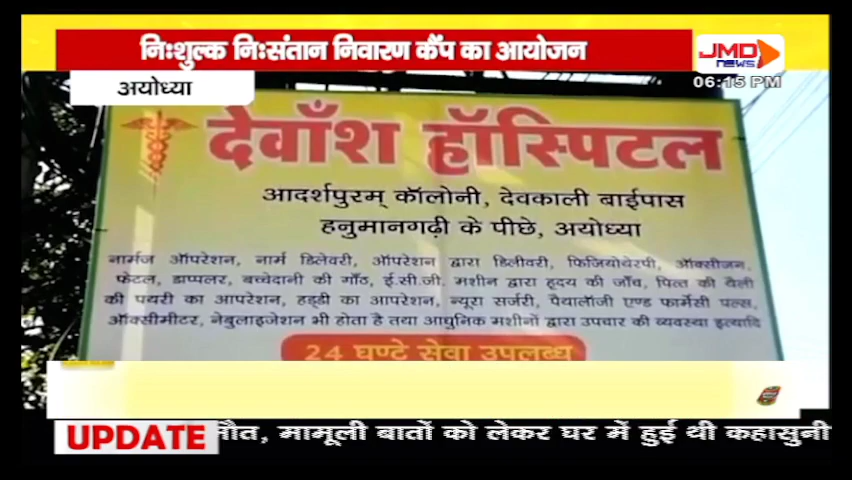 निःशुल्क निःसंतान निवारण कैंप का आयोजन
JMD
NEWS
06:15 PM
अयोध्या
देवाँश हॉस्पिटल
आदर्शपुरम् कॉलोनी, देवकाली बाईपास
हनुमानगढ़ी के पीछे, अयोध्या
नार्मज ऑपरेशन, नार्म डिलेवरी, ऑपरेशन द्वारा डिलीवरी, फिजियोथेरपी, ऑक्सीजन,
फेटल, डाप्पलर, बच्चेदानी की गाँठ, ई.सी.जी. मशीन द्वारा हृदय की जाँच, पित्त की थैली
की पथरी का आपरेशन, हड्डी का आपरेशन, न्यूरा सर्जरी, पैथालॉजी एण्ड फार्मेसी पल्स,
ऑक्सीमीटर, नेबुलाइजेशन भी होता है तथा आधुनिक मशीनों द्वारा उपचार की व्यवस्था इत्यादि
24 घण्टे सेवा उपलब्ध
UPDATE मौत, मामूली बातों को लेकर घर में हुई थी कहासुनी